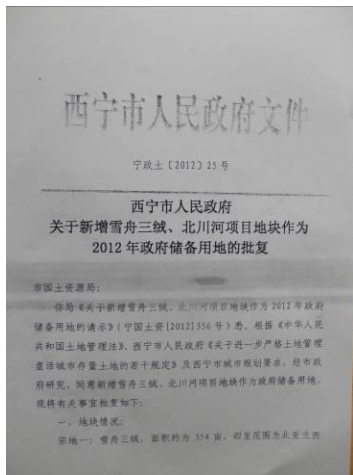 西宁市人民政府文件
宁政土〔2012〕25号
西宁市人民政府
关于新增雪舟三绒、北川河项目地块作为
2012年政府储备用地的批复
市国土资源局：
你局《关于新增雪舟三绒、北川河项目地块作为2012年政府
储备用地的请示》(宁国土资[2012]356号)悉。根据《中华人民
共和国土地管理法》、西宁市人民政府《关于进一步严格土地管理
盘活城市存量土地的若干规定》及西宁市城市规划要求，经市政
府研究，同意新增雪舟三绒、北川河项目地块作为政府储备用地，
现将有关事宜批复如下：
一、地块情况：
宗地一：雪舟三绒，面积约为354亩，四至范围为北至兰西